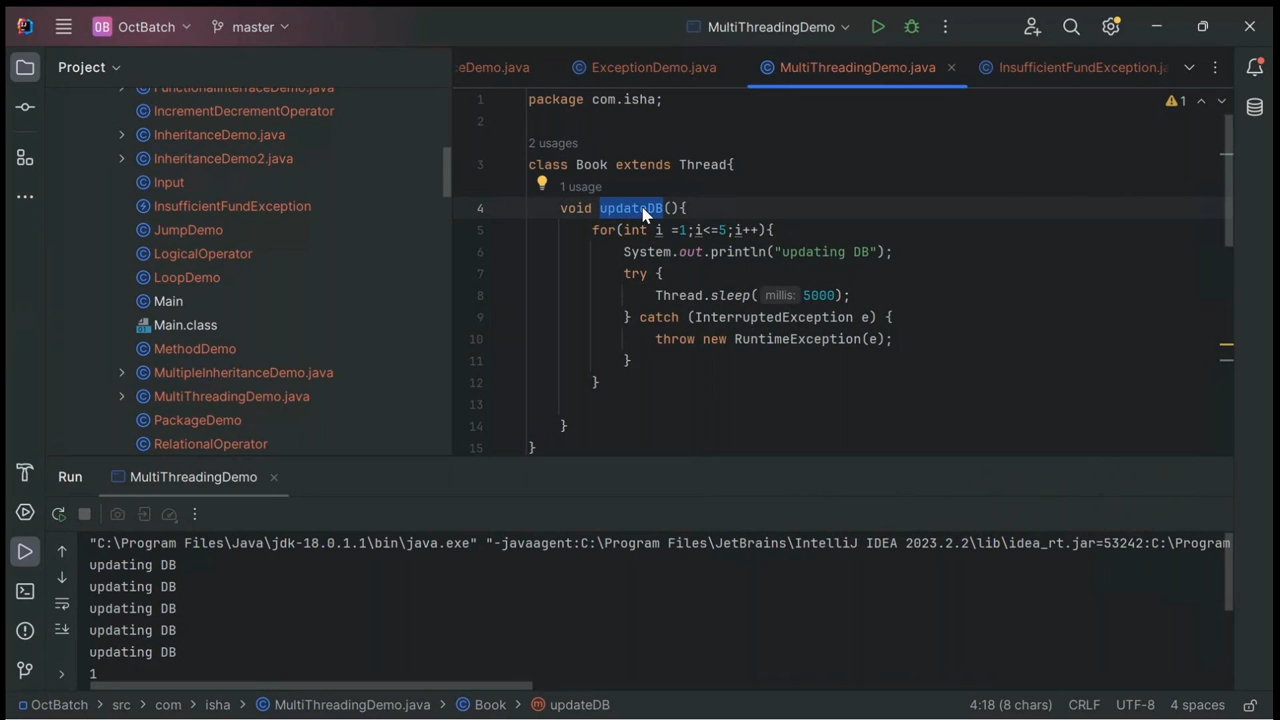 OB OctBatch master MultiThreadingDemo
Project
ceDemo.java ExceptionDemo.java MultiThreadingDemo.java InsufficientFundException.ja
FunctionalInterfaceDemo.java
IncrementDecrementOperator
InheritanceDemo.java
InheritanceDemo2.java
Input
InsufficientFundException
JumpDemo
LogicalOperator
LoopDemo
Main
Main.class
MethodDemo
MultipleInheritanceDemo.java
MultiThreadingDemo.java
PackageDemo
RelationalOperator
1 package com.isha;
1
2
2 usages
3 class Book extends Thread{
1 usage
4 void updateDB(){
5 for(int i =1;i<=5;i++){
6 System.out.println("updating DB");
7 try {
8 Thread.sleep( millis: 5000);
9 } catch (InterruptedException e) {
10 throw new RuntimeException(e);
11 }
12 }
13
14 }
15 }
Run MultiThreadingDemo
"C:\Program Files\Java\jdk-18.0.1.1\bin\java.exe" "-javaagent:C:\Program Files\JetBrains\IntelliJ IDEA 2023.2.2\lib\idea_rt.jar=53242:C:\Program
updating DB
updating DB
updating DB
updating DB
updating DB
1
OctBatch > src > com > isha > MultiThreadingDemo.java > Book > updateDB 4:18 (8 chars) CRLF UTF-8 4 spaces